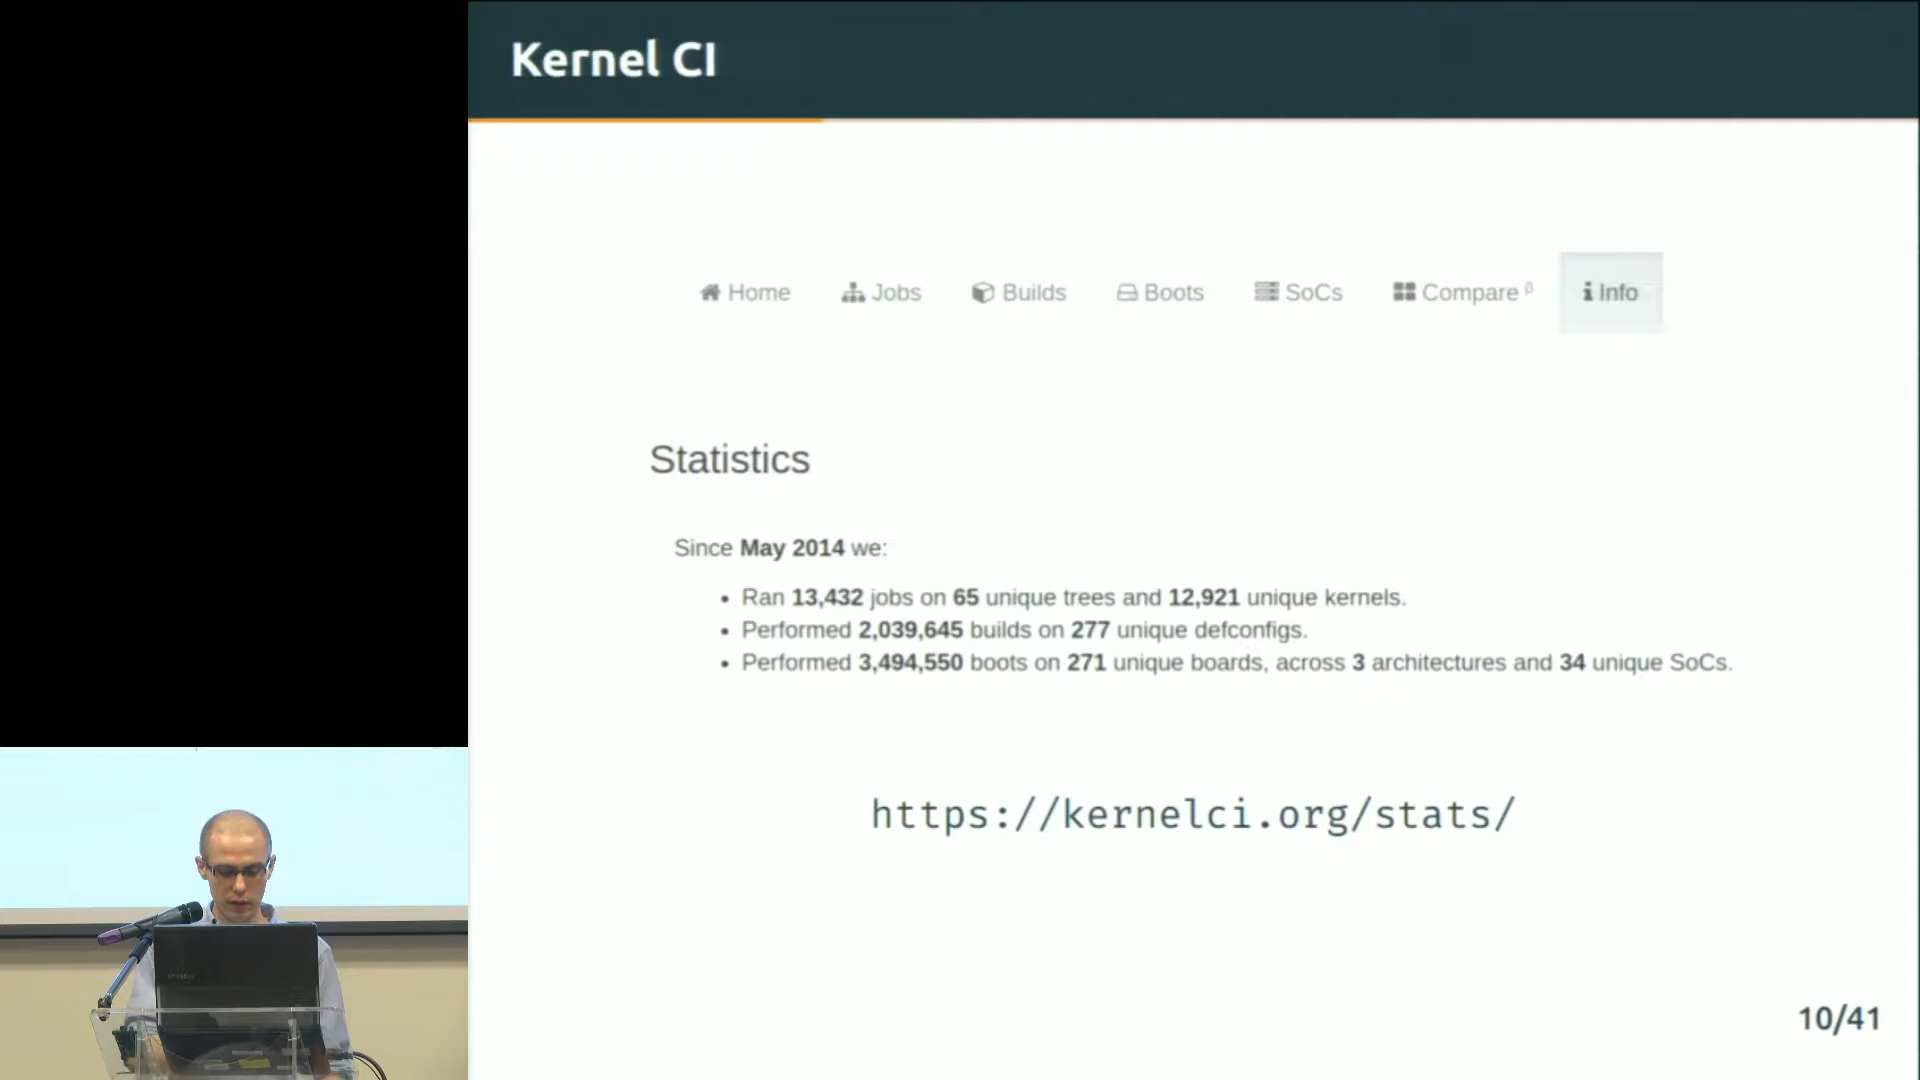 Kernel CI
Home Jobs Builds Boots SoCs Compare β Info
Statistics
Since May 2014 we:
• Ran 13,432 jobs on 65 unique trees and 12,921 unique kernels.
• Performed 2,039,645 builds on 277 unique defconfigs.
• Performed 3,494,550 boots on 271 unique boards, across 3 architectures and 34 unique SoCs.
https://kernelci.org/stats/
10/41